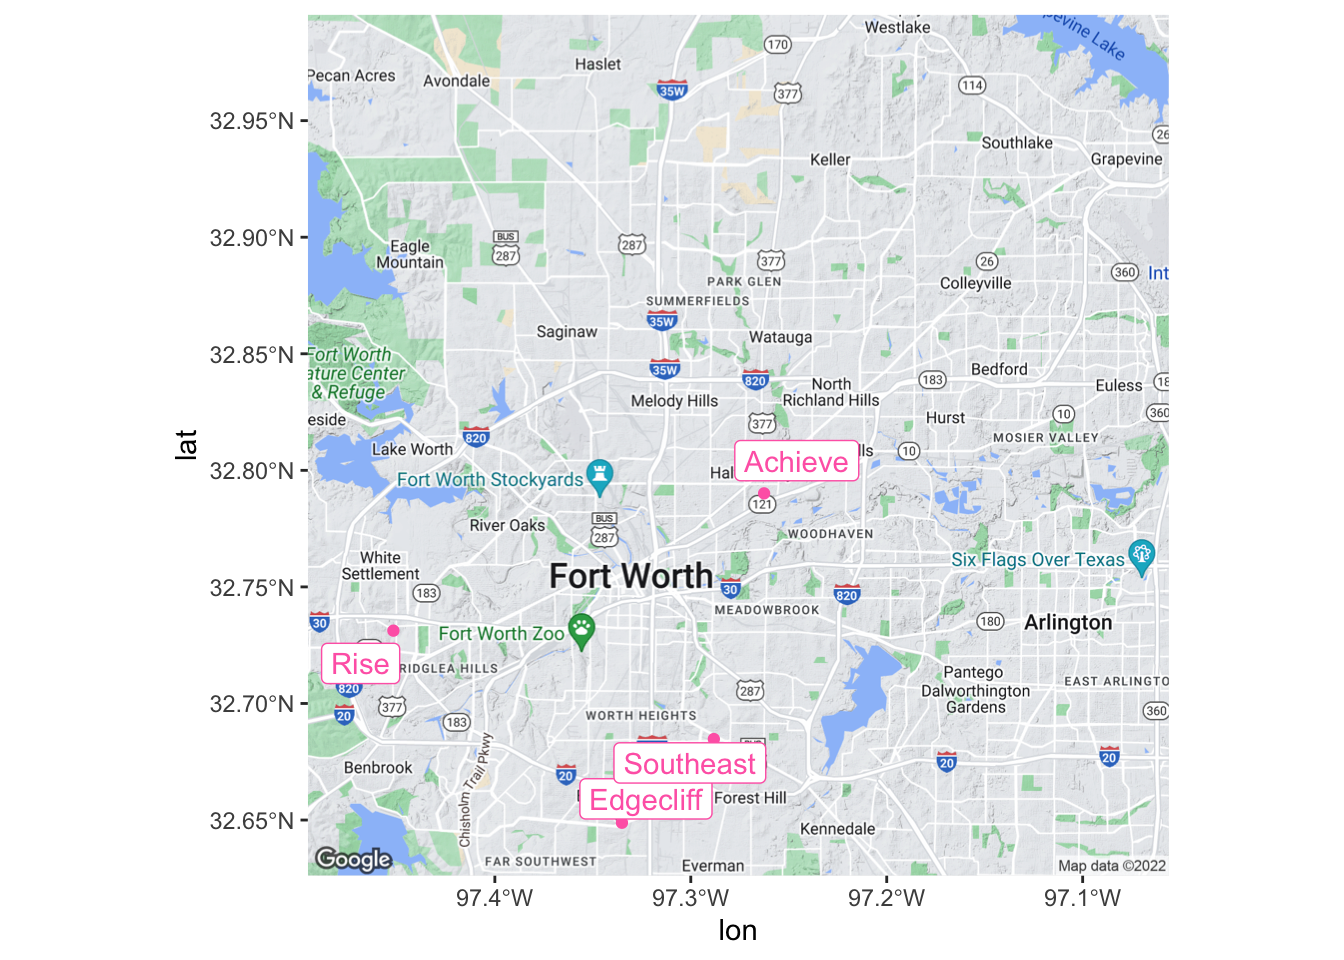 Westlake
Grapevine Lake
170
Haslet
Pecan Acres
Avondale
35W
377
114
32.95°N
26
Southlake
Keller
Grapevine
32.90°N
BUS
287
287
Eagle
Mountain
377
26
360
Int
PARK GLEN
Colleyville
SUMMERFIELDS
35W
Saginaw
Watauga
32.85°N
Fort Worth
ature Center
& Refuge
35W
820
183
Bedford
North
Richland Hills
Euless
18
Melody Hills
eside
377
Hurst
10
360
820
MOSIER VALLEY
Lake Worth
lls
10
Achieve
32.80°N
Hal
Fort Worth Stockyards
121
River Oaks
BUS
287
WOODHAVEN
White
Settlement
Six Flags Over Texas
Fort Worth
32.75°N
183
30
820
MEADOWBROOK
30
180
Arlington
Fort Worth Zoo
Rise
RIDGLEA HILLS
Pantego
Dalworthington
Gardens
EAST ARLINGTO
820
287
32.70°N
377
20
183
WORTH HEIGHTS
360
lat
Chisholm Trail Pkwy
Southeast
20
20
Benbrook
20
Edgecliff
Forest Hill
32.65°N
Kennedale
Google
FAR SOUTHWEST
Everman
Map data ©2022
97.4°W
97.3°W
97.2°W
97.1°W
lon